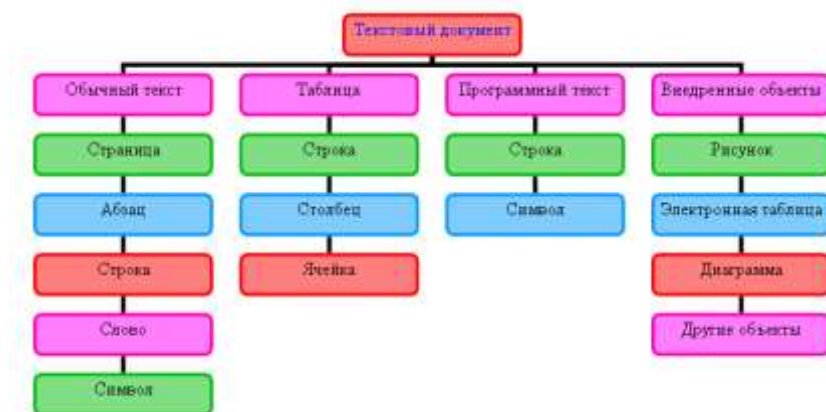 Текстовый документ
Обычный текст
Таблица
Программный текст
Внедренные объекты
Страница
Строка
Строка
Рисунок
Абзац
Столбец
Символ
Электронная таблица
Строка
Ячейка
Диаграмма
Слово
Другие объекты
Символ